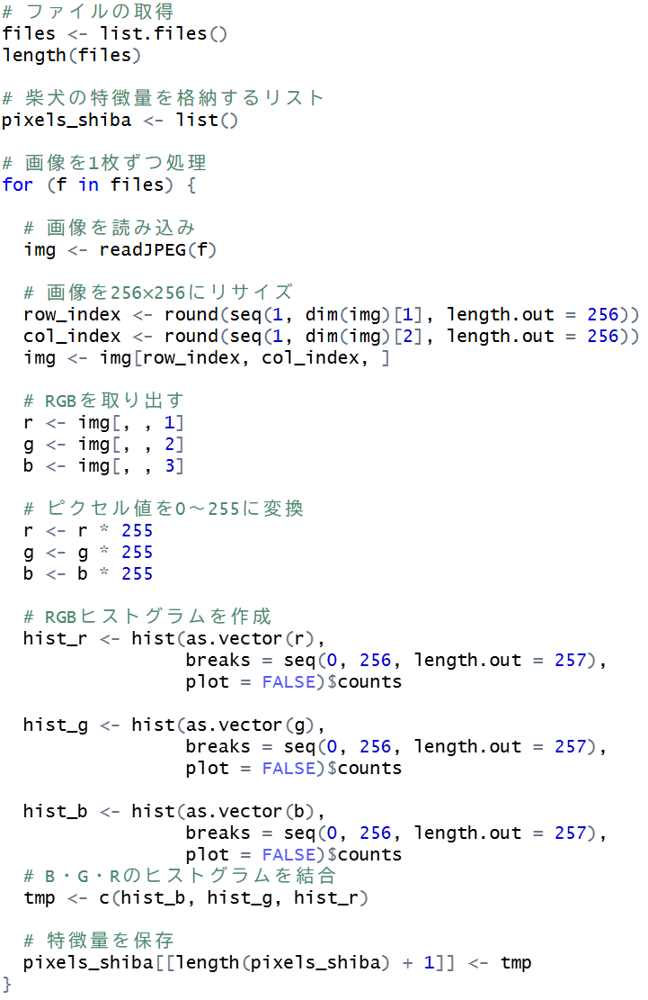 # ファイルの取得
files <- list.files()
length(files)

# 柴犬の特徴量を格納するリスト
pixels_shiba <- list()

# 画像を1枚ずつ処理
for (f in files) {

  # 画像を読み込み
  img <- readJPEG(f)

  # 画像を256×256にリサイズ
  row_index <- round(seq(1, dim(img)[1], length.out = 256))
  col_index <- round(seq(1, dim(img)[2], length.out = 256))
  img <- img[row_index, col_index, ]

  # RGBを取り出す
  r <- img[, , 1]
  g <- img[, , 2]
  b <- img[, , 3]

  # ピクセル値を0～255に変換
  r <- r * 255
  g <- g * 255
  b <- b * 255

  # RGBヒストグラムを作成
  hist_r <- hist(as.vector(r),
                 breaks = seq(0, 256, length.out = 257),
                 plot = FALSE)$counts

  hist_g <- hist(as.vector(g),
                 breaks = seq(0, 256, length.out = 257),
                 plot = FALSE)$counts

  hist_b <- hist(as.vector(b),
                 breaks = seq(0, 256, length.out = 257),
                 plot = FALSE)$counts
  # B・G・Rのヒストグラムを結合
  tmp <- c(hist_b, hist_g, hist_r)

  # 特徴量を保存
  pixels_shiba[[length(pixels_shiba) + 1]] <- tmp
}